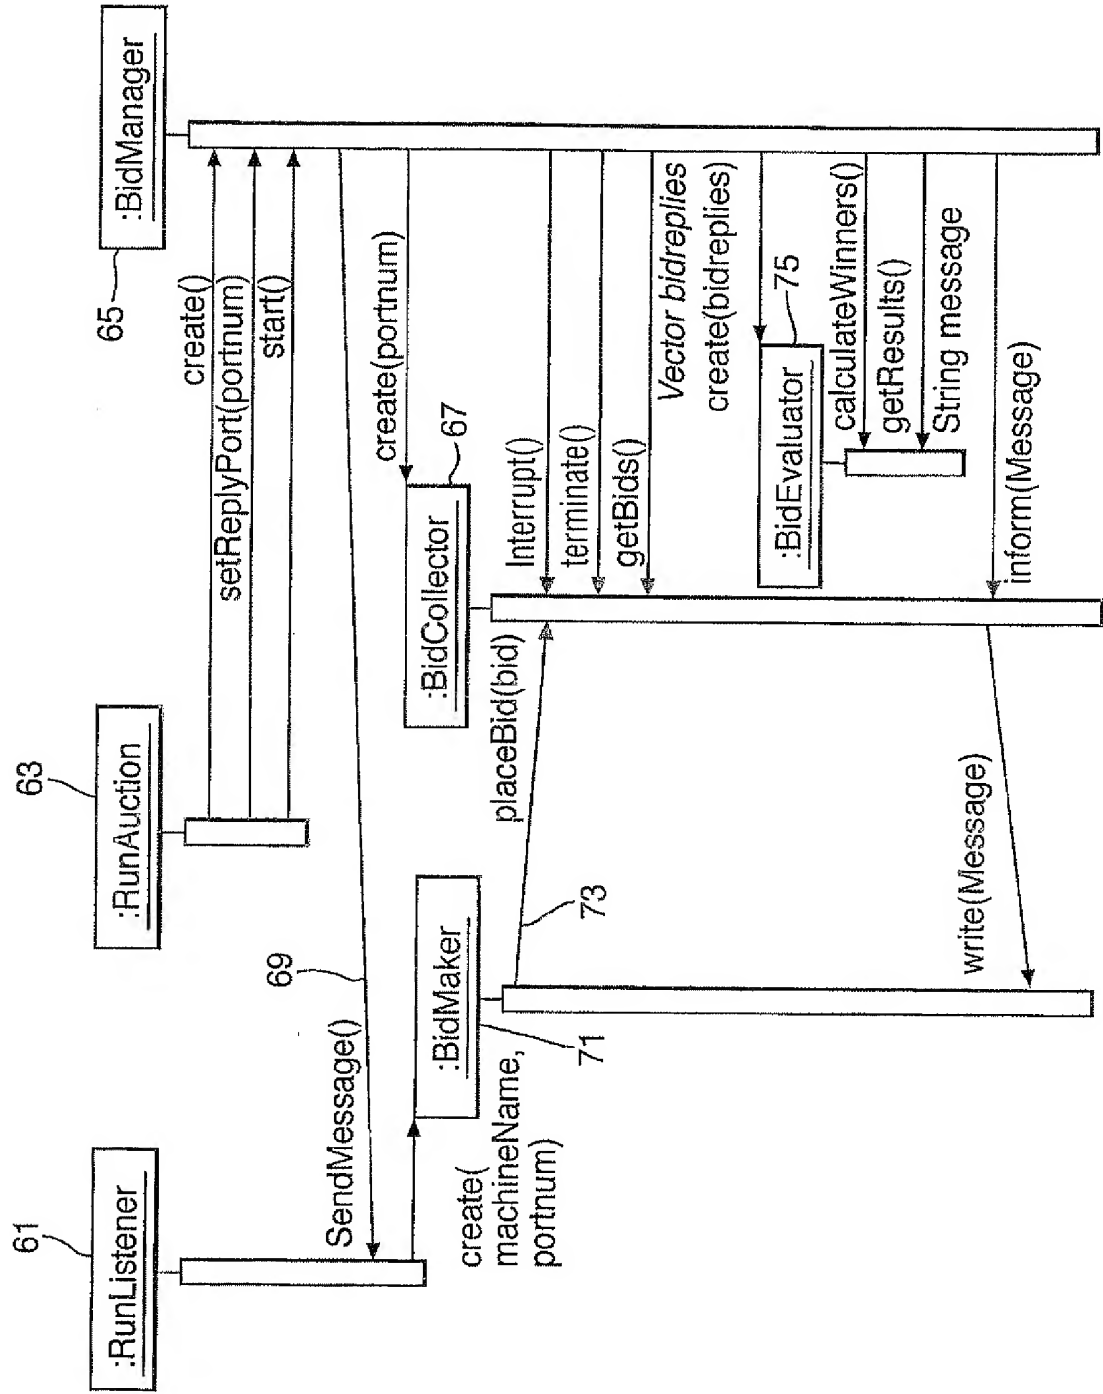 61
:RunListener
63
:RunAuction
65
:BidManager
create()
setReplyPort(portnum)
start()
SendMessage()
69
create(portnum)
create(
machineName,
portnum)
:BidMaker
71
:BidCollector
67
73
placeBid(bid)
Interrupt()
terminate()
getBids()
Vector bidreplies
create(bidreplies)
:BidEvaluator
75
calculateWinners()
getResults()
String message
inform(Message)
write(Message)